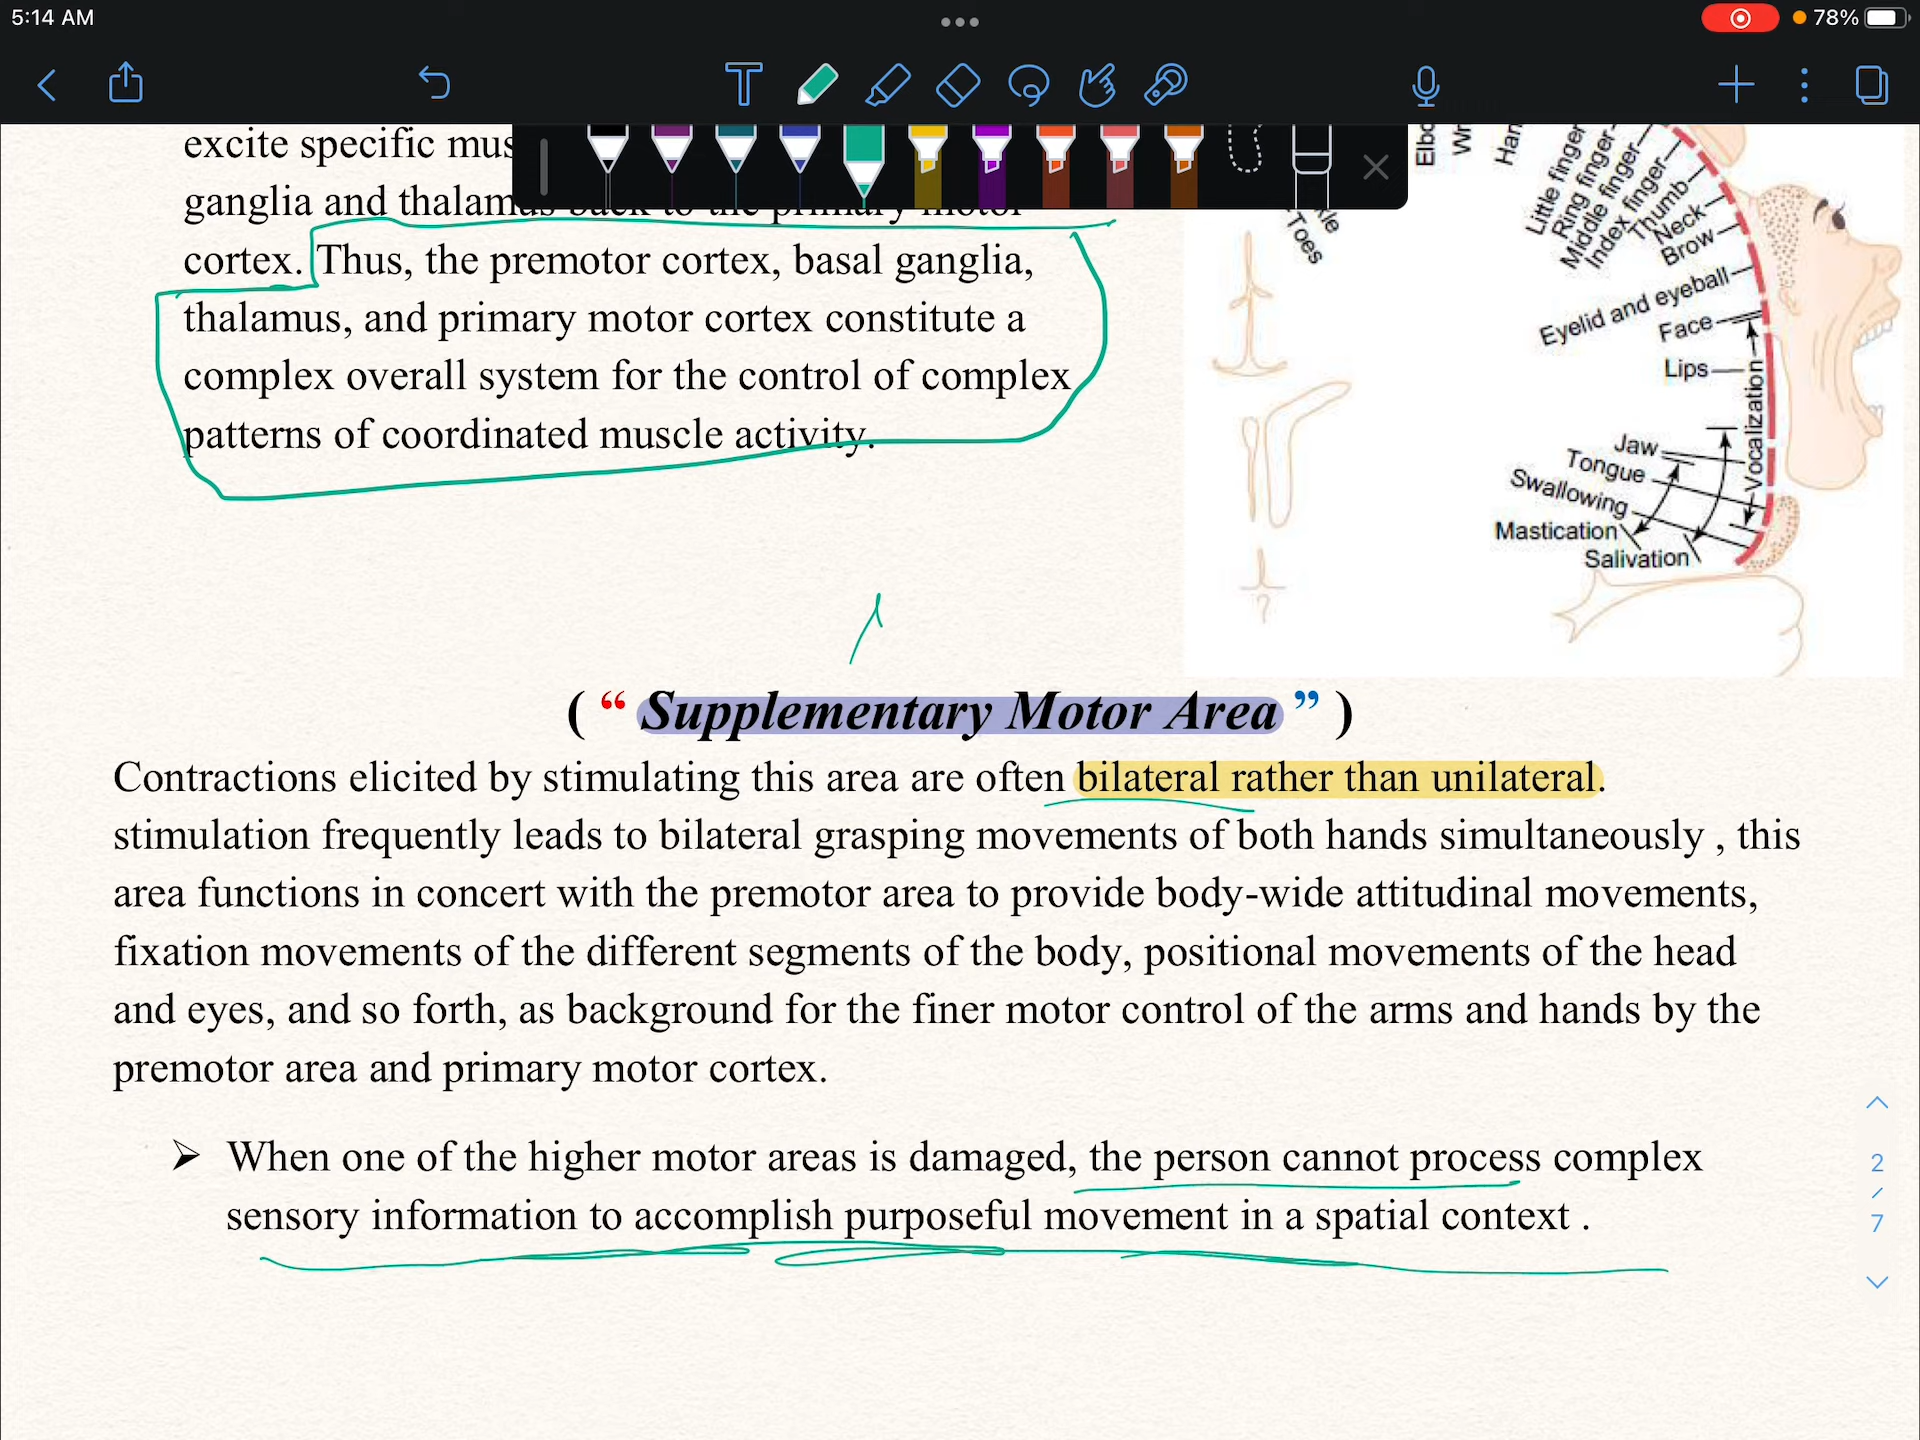 5:14 AM
78%
excite specific mus
ganglia and thalamus back to the primary motor
cortex. Thus, the premotor cortex, basal ganglia,
thalamus, and primary motor cortex constitute a
complex overall system for the control of complex
patterns of coordinated muscle activity.
Toes
Little finger
Ring finger
Middle finger
Index finger
Thumb
Neck
Brow
Eyelid and eyeball
Face
Lips
Vocalization
Jaw
Tongue
Swallowing
Mastication
Salivation
?
( “ Supplementary Motor Area ” )
Contractions elicited by stimulating this area are often bilateral rather than unilateral.
stimulation frequently leads to bilateral grasping movements of both hands simultaneously , this
area functions in concert with the premotor area to provide body-wide attitudinal movements,
fixation movements of the different segments of the body, positional movements of the head
and eyes, and so forth, as background for the finer motor control of the arms and hands by the
premotor area and primary motor cortex.
➢ When one of the higher motor areas is damaged, the person cannot process complex
sensory information to accomplish purposeful movement in a spatial context .
2
/
7